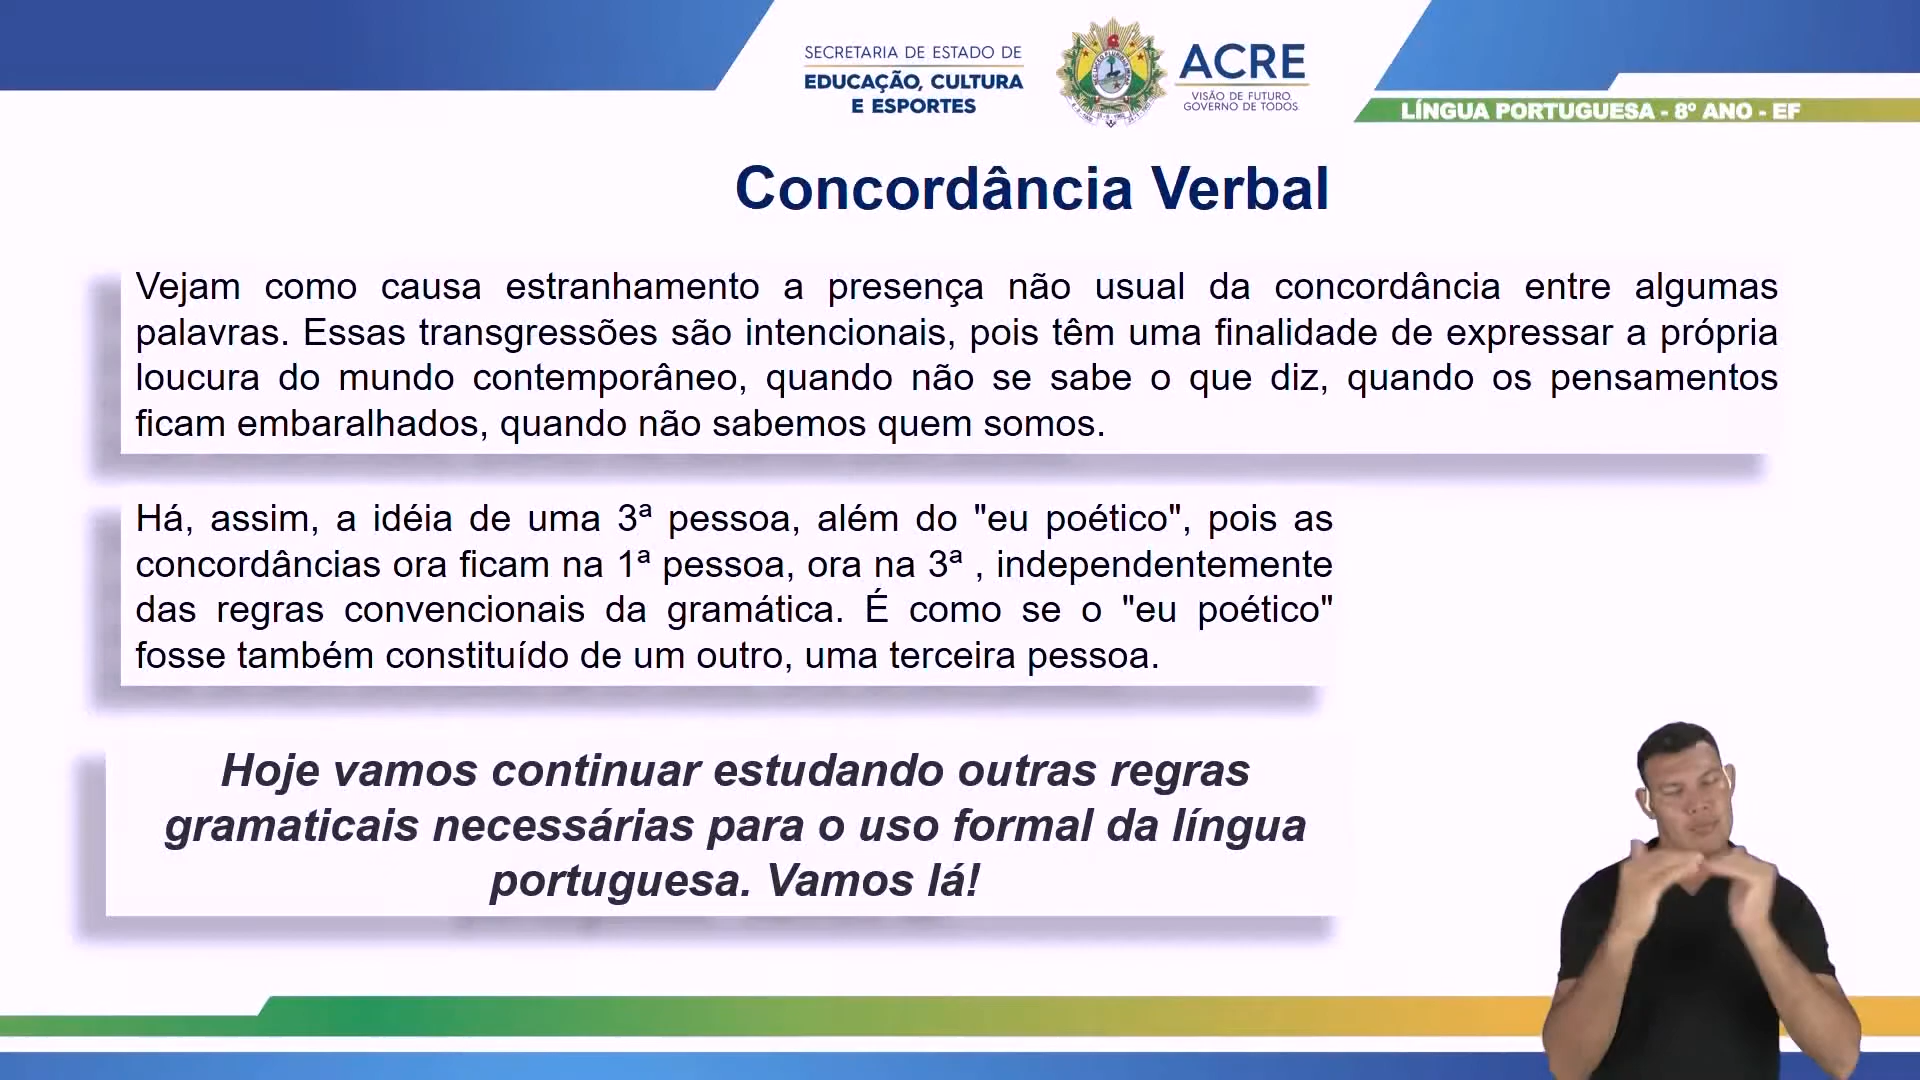 SECRETARIA DE ESTADO DE
EDUCAÇÃO, CULTURA
E ESPORTES
ACRE
VISÃO DE FUTURO.
GOVERNO DE TODOS
LÍNGUA PORTUGUESA - 8º ANO - EF
Concordância Verbal
Vejam como causa estranhamento a presença não usual da concordância entre algumas
palavras. Essas transgressões são intencionais, pois têm uma finalidade de expressar a própria
loucura do mundo contemporâneo, quando não se sabe o que diz, quando os pensamentos
ficam embaralhados, quando não sabemos quem somos.
Há, assim, a idéia de uma 3ª pessoa, além do "eu poético", pois as
concordâncias ora ficam na 1ª pessoa, ora na 3ª , independentemente
das regras convencionais da gramática. É como se o "eu poético"
fosse também constituído de um outro, uma terceira pessoa.
Hoje vamos continuar estudando outras regras
gramaticais necessárias para o uso formal da língua
portuguesa. Vamos lá!